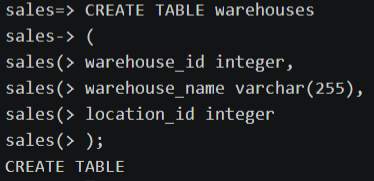 sales=> CREATE TABLE warehouses
sales-> (
sales(> warehouse_id integer,
sales(> warehouse_name varchar(255),
sales(> location_id integer
sales(> );
CREATE TABLE